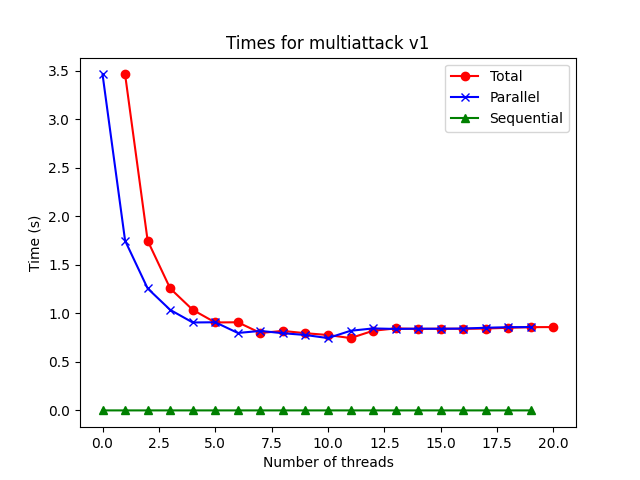 Times for multiattack v1
Total
Parallel
Sequential
3.5
3.0
2.5
2.0
1.5
1.0
0.5
0.0
Time (s)
0.0 2.5 5.0 7.5 10.0 12.5 15.0 17.5 20.0
Number of threads